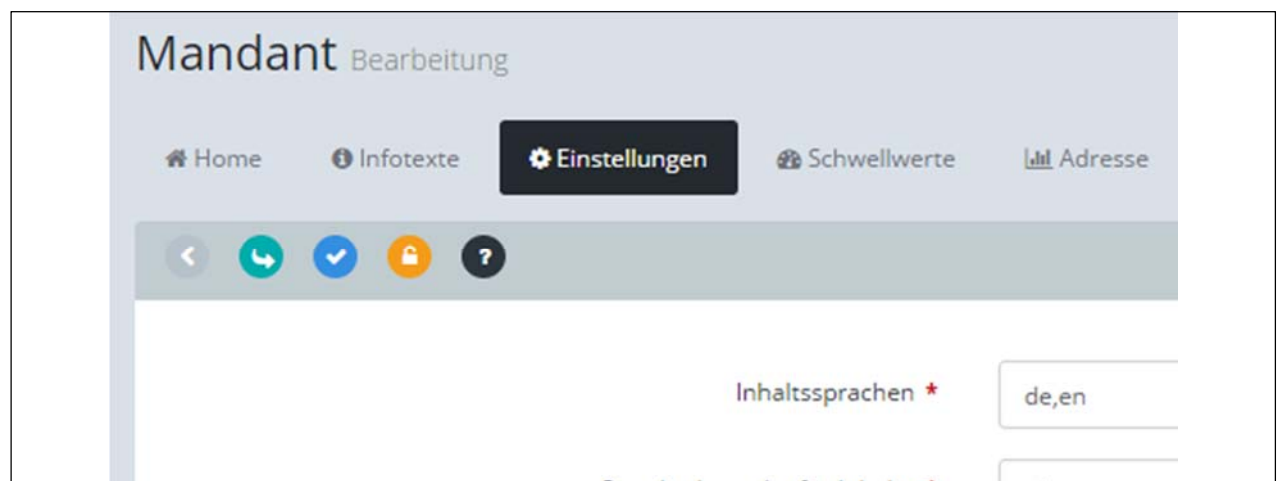 Mandant Bearbeitung
Home Infotexte Einstellungen Schwellwerte Adresse
Inhaltssprachen * de,en